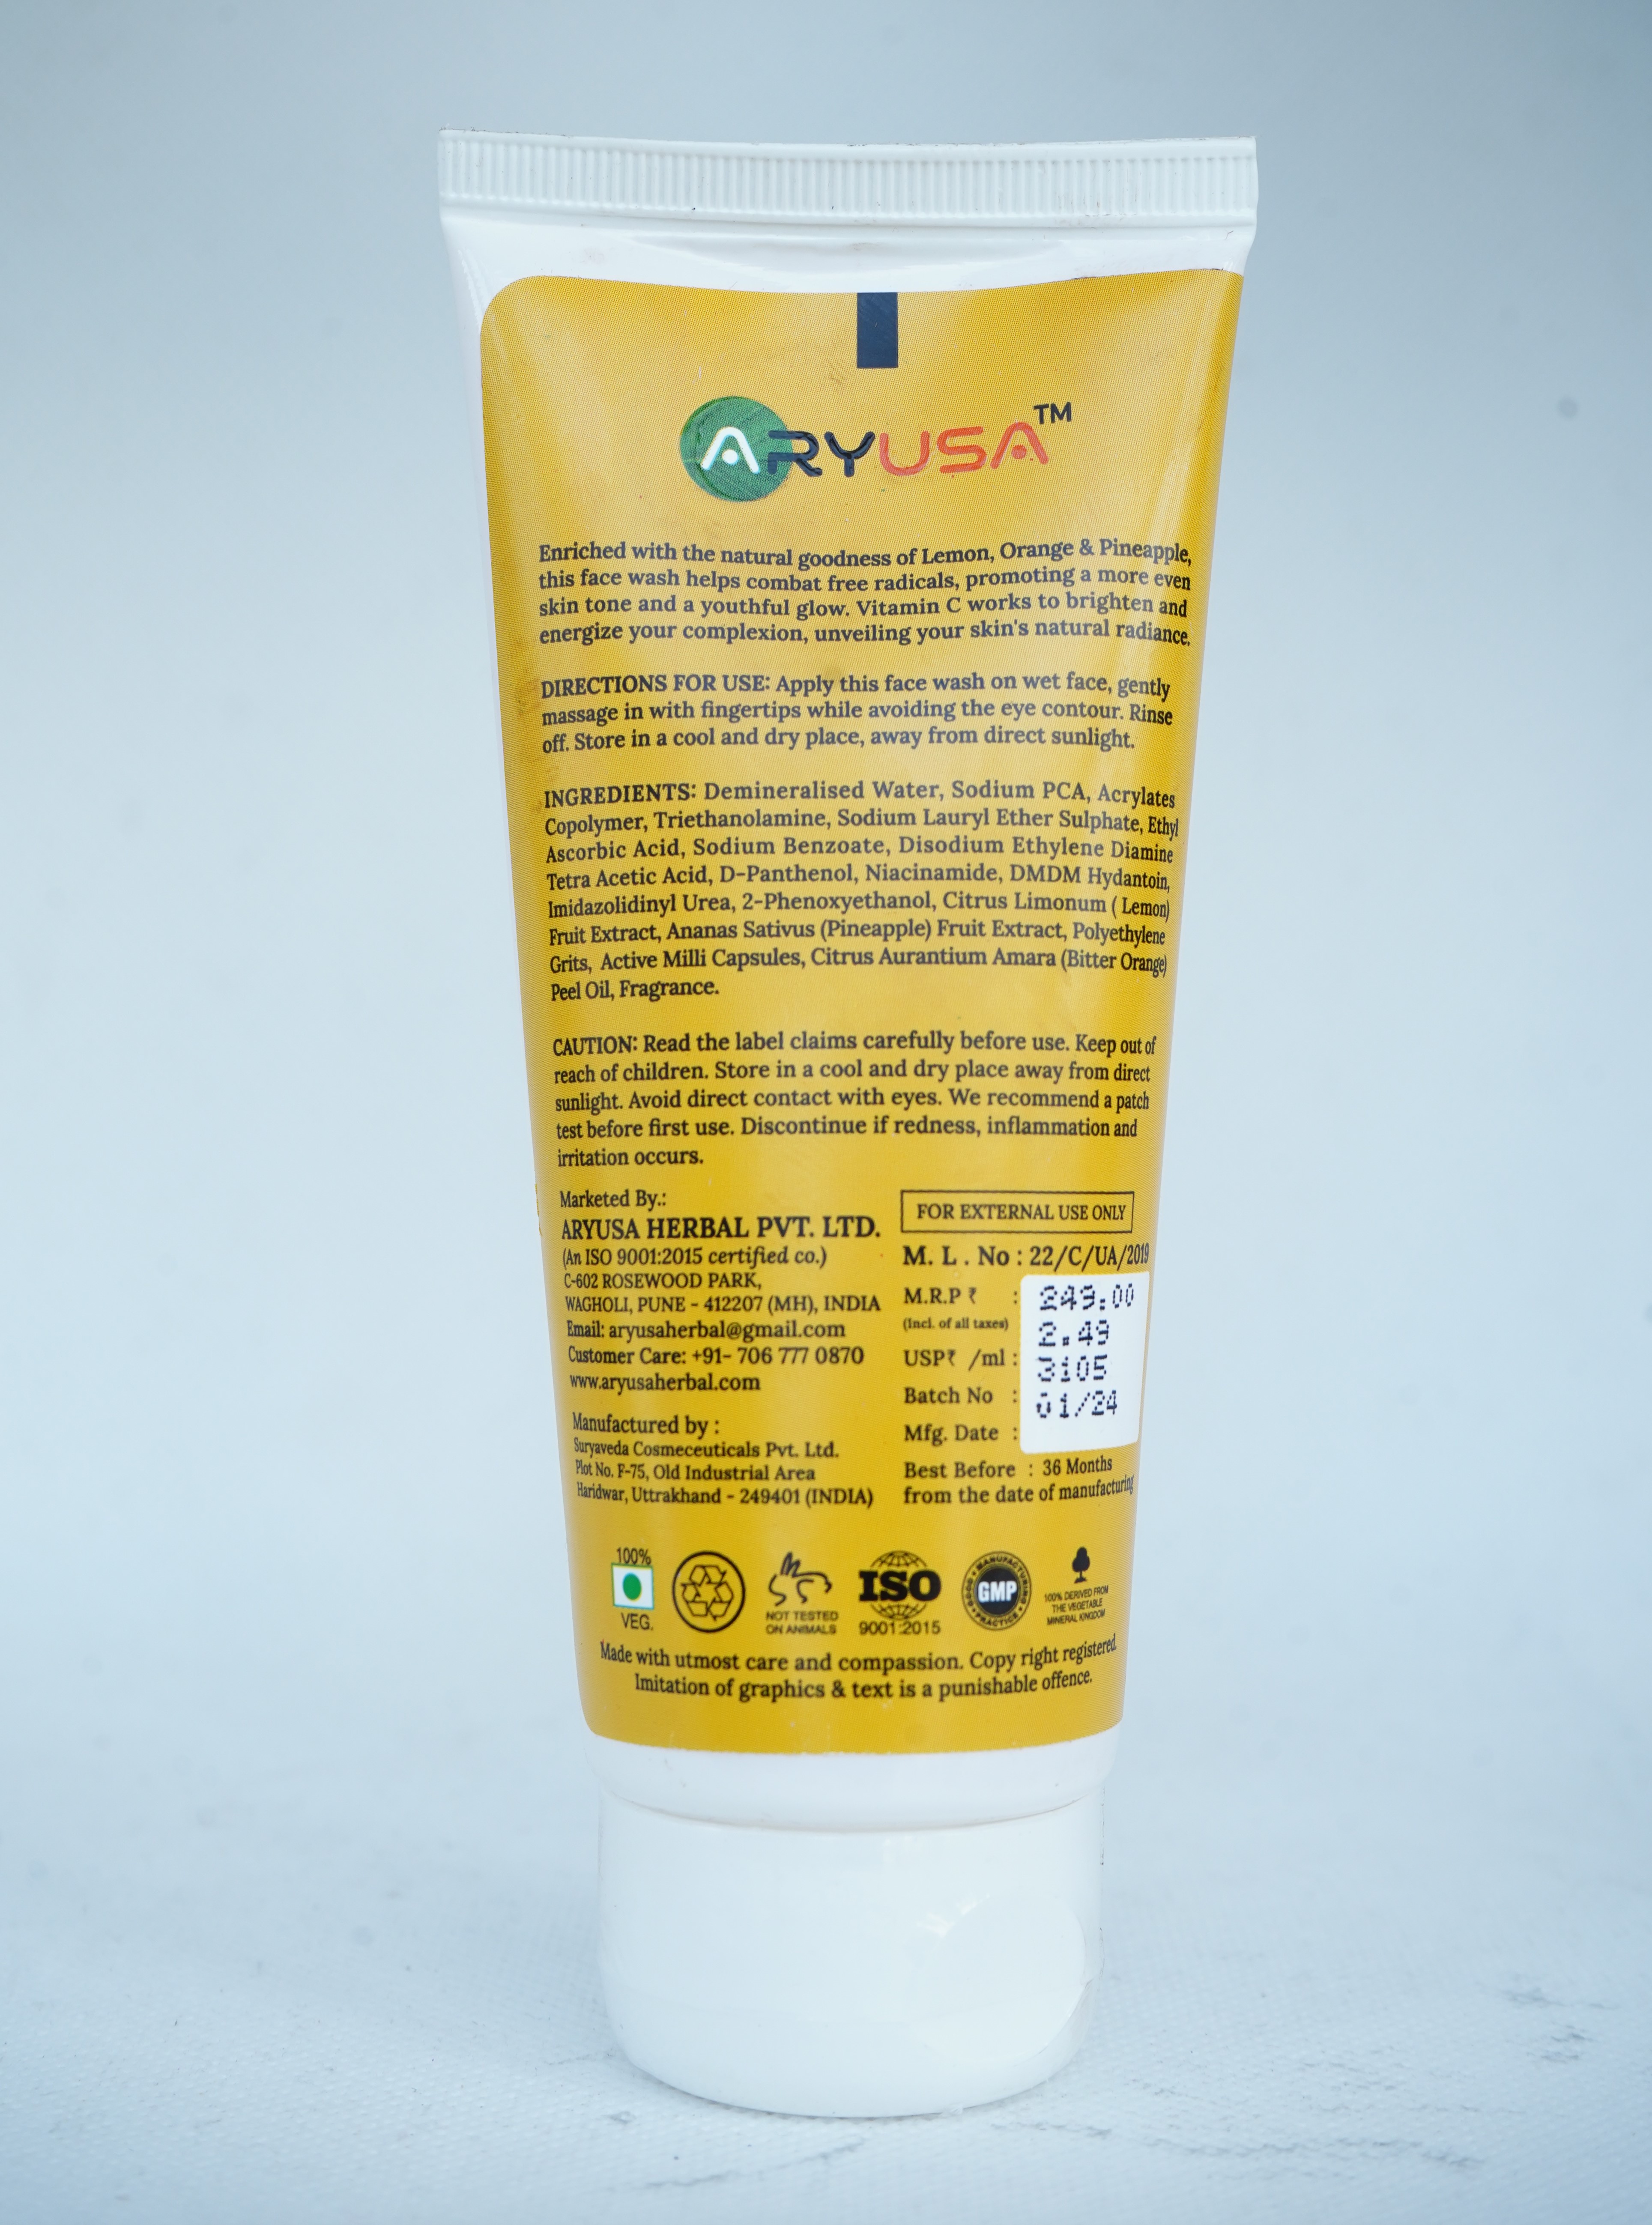 ARYUSA™
Enriched with the natural goodness of Lemon, Orange & Pineapple,
this face wash helps combat free radicals, promoting a more even
skin tone and a youthful glow. Vitamin C works to brighten and
energize your complexion, unveiling your skin's natural radiance.
DIRECTIONS FOR USE: Apply this face wash on wet face, gently
massage in with fingertips while avoiding the eye contour. Rinse
off. Store in a cool and dry place, away from direct sunlight.
INGREDIENTS: Demineralised Water, Sodium PCA, Acrylates
Copolymer, Triethanolamine, Sodium Lauryl Ether Sulphate, Ethyl
Ascorbic Acid, Sodium Benzoate, Disodium Ethylene Diamine
Tetra Acetic Acid, D-Panthenol, Niacinamide, DMDM Hydantoin,
Imidazolidinyl Urea, 2-Phenoxyethanol, Citrus Limonum ( Lemon)
Fruit Extract, Ananas Sativus (Pineapple) Fruit Extract, Polyethylene
Grits, Active Milli Capsules, Citrus Aurantium Amara (Bitter Orange)
Peel Oil, Fragrance.
CAUTION: Read the label claims carefully before use. Keep out of
reach of children. Store in a cool and dry place away from direct
sunlight. Avoid direct contact with eyes. We recommend a patch
test before first use. Discontinue if redness, inflammation and
irritation occurs.
Marketed By.:
ARYUSA HERBAL PVT. LTD.
(An ISO 9001:2015 certified co.)
C-602 ROSEWOOD PARK,
WAGHOLI, PUNE - 412207 (MH), INDIA
Email: aryusaherbal@gmail.com
Customer Care: +91- 706 777 0870
www.aryusaherbal.com
Manufactured by :
Suryaveda Cosmeceuticals Pvt. Ltd.
Plot No. F-75, Old Industrial Area
Haridwar, Uttrakhand - 249401 (INDIA)
FOR EXTERNAL USE ONLY
M. L . No : 22/C/UA/2019
M.R.P ₹ : 249.00
(Incl. of all taxes) 2.49
USP₹ /ml : 3105
Batch No : 01/24
Mfg. Date :
Best Before : 36 Months
from the date of manufacturing
100%
VEG.
NOT TESTED
ON ANIMALS
ISO
9001:2015
GOOD MANUFACTURING PRACTICE
GMP
100% DERIVED FROM
THE VEGETABLE
MINERAL KINGDOM
Made with utmost care and compassion. Copy right registered.
Imitation of graphics & text is a punishable offence.